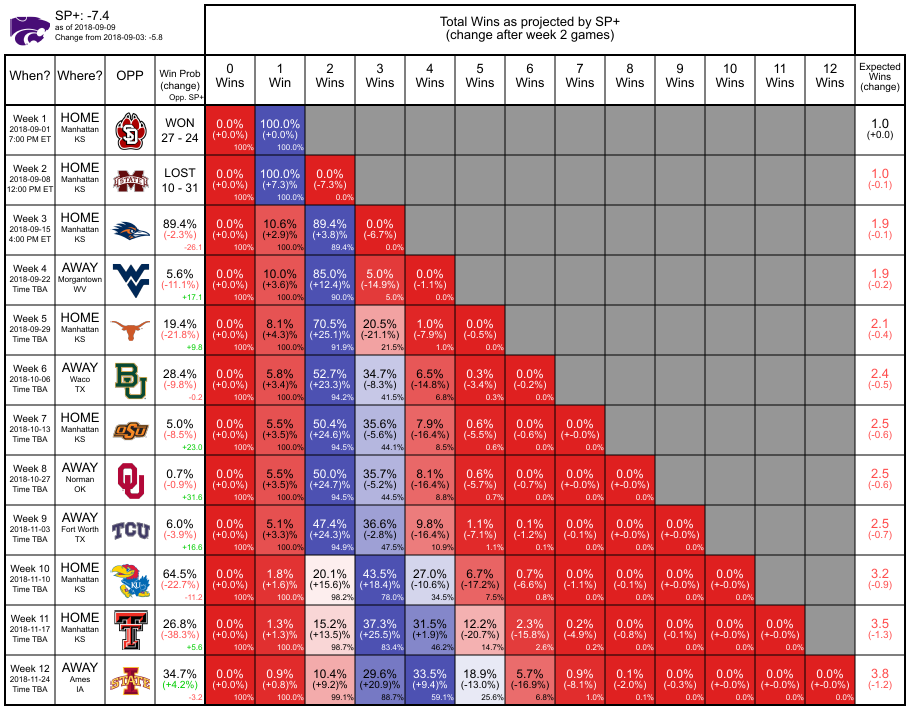 SP+: -7.4
as of 2018-09-09
Change from 2018-09-03: -5.8
Total Wins as projected by SP+
(change after week 2 games)
When? Where? OPP Win Prob (change) Opp. SP+ 0 Wins 1 Win 2 Wins 3 Wins 4 Wins 5 Wins 6 Wins 7 Wins 8 Wins 9 Wins 10 Wins 11 Wins 12 Wins Expected Wins (change)
Week 1 HOME WON 0.0% 100.0% 1.0
2018-09-01 Manhattan 27 - 24 (+0.0%) (+0.0%) (+0.0)
7:00 PM ET KS 100% 100.0%
Week 2 HOME STATE LOST 0.0% 100.0% 0.0% 1.0
2018-09-08 Manhattan 10 - 31 (+0.0%) (+7.3)% (-7.3%) (-0.1)
12:00 PM ET KS 100% 100.0% 0.0%
Week 3 HOME 89.4% 0.0% 10.6% 89.4% 0.0% 1.9
2018-09-15 Manhattan (-2.3%) (+0.0%) (+2.9)% (+3.8)% (-6.7%) (-0.1)
4:00 PM ET KS -26.1 100% 100.0% 89.4% 0.0%
Week 4 AWAY 5.6% 0.0% 10.0% 85.0% 5.0% 0.0% 1.9
2018-09-22 Morgantown (-11.1%) (+0.0%) (+3.6)% (+12.4)% (-14.9%) (-1.1%) (-0.2)
Time TBA WV +17.1 100% 100.0% 90.0% 5.0% 0.0%
Week 5 HOME 19.4% 0.0% 8.1% 70.5% 20.5% 1.0% 0.0% 2.1
2018-09-29 Manhattan (-21.8%) (+0.0%) (+4.3)% (+25.1)% (-21.1%) (-7.9%) (-0.5%) (-0.4)
Time TBA KS +9.8 100% 100.0% 91.9% 21.5% 1.0% 0.0%
Week 6 AWAY BU 28.4% 0.0% 5.8% 52.7% 34.7% 6.5% 0.3% 0.0% 2.4
2018-10-06 Waco (-9.8%) (+0.0%) (+3.4)% (+23.3)% (-8.3%) (-14.8%) (-3.4%) (-0.2%) (-0.5)
Time TBA TX -0.2 100% 100.0% 94.2% 41.5% 6.8% 0.3% 0.0%
Week 7 HOME OSU 5.0% 0.0% 5.5% 50.4% 35.6% 7.9% 0.6% 0.0% 0.0% 2.5
2018-10-13 Manhattan (-8.5%) (+0.0%) (+3.5)% (+24.6)% (-5.6%) (-16.4%) (-5.5%) (-0.6%) (+-0.0%) (-0.6)
Time TBA KS +23.0 100% 100.0% 94.5% 44.1% 8.5% 0.6% 0.0% 0.0%
Week 8 AWAY OU 0.7% 0.0% 5.5% 50.0% 35.7% 8.1% 0.6% 0.0% 0.0% 0.0% 2.5
2018-10-27 Norman (-0.9%) (+0.0%) (+3.5)% (+24.7)% (-5.2%) (-16.4%) (-5.7%) (-0.7%) (+-0.0%) (+-0.0%) (-0.6)
Time TBA OK +31.6 100% 100.0% 94.5% 44.5% 8.8% 0.7% 0.0% 0.0% 0.0%
Week 9 AWAY TCU 6.0% 0.0% 5.1% 47.4% 36.6% 9.8% 1.1% 0.1% 0.0% 0.0% 0.0% 2.5
2018-11-03 Fort Worth (-3.9%) (+0.0%) (+3.3)% (+24.3)% (-2.8%) (-16.4%) (-7.1%) (-1.2%) (-0.1%) (+-0.0%) (+-0.0%) (-0.7)
Time TBA TX +16.6 100% 100.0% 94.9% 47.5% 10.9% 1.1% 0.1% 0.0% 0.0% 0.0%
Week 10 HOME KU 64.5% 0.0% 1.8% 20.1% 43.5% 27.0% 6.7% 0.7% 0.0% 0.0% 0.0% 0.0% 3.2
2018-11-10 Manhattan (-22.7%) (+0.0%) (+1.6)% (+15.6)% (+18.4)% (-10.6%) (-17.2%) (-6.6%) (-1.1%) (-0.1%) (+-0.0%) (+-0.0%) (-0.9)
Time TBA KS -11.2 100% 100.0% 98.2% 78.0% 34.5% 7.5% 0.8% 0.0% 0.0% 0.0% 0.0%
Week 11 HOME 26.8% 0.0% 1.3% 15.2% 37.3% 31.5% 12.2% 2.3% 0.2% 0.0% 0.0% 0.0% 0.0% 3.5
2018-11-17 Manhattan (-38.3%) (+0.0%) (+1.3)% (+13.5)% (+25.5)% (+1.9)% (-20.7%) (-15.8%) (-4.9%) (-0.8%) (-0.1%) (+-0.0%) (+-0.0%) (-1.3)
Time TBA KS +5.6 100% 100.0% 98.7% 83.4% 46.2% 14.7% 2.6% 0.2% 0.0% 0.0% 0.0% 0.0%
Week 12 AWAY STATE 34.7% 0.0% 0.9% 10.4% 29.6% 33.5% 18.9% 5.7% 0.9% 0.1% 0.0% 0.0% 0.0% 0.0% 3.8
2018-11-24 Ames (+4.2%) (+0.0%) (+0.8)% (+9.2)% (+20.9)% (+9.4)% (-13.0%) (-16.9%) (-8.1%) (-2.0%) (-0.3%) (+-0.0%) (+-0.0%) (+-0.0%) (-1.2)
Time TBA IA -3.2 100% 100.0% 99.1% 88.7% 59.1% 25.6% 6.8% 1.0% 0.1% 0.0% 0.0% 0.0% 0.0%